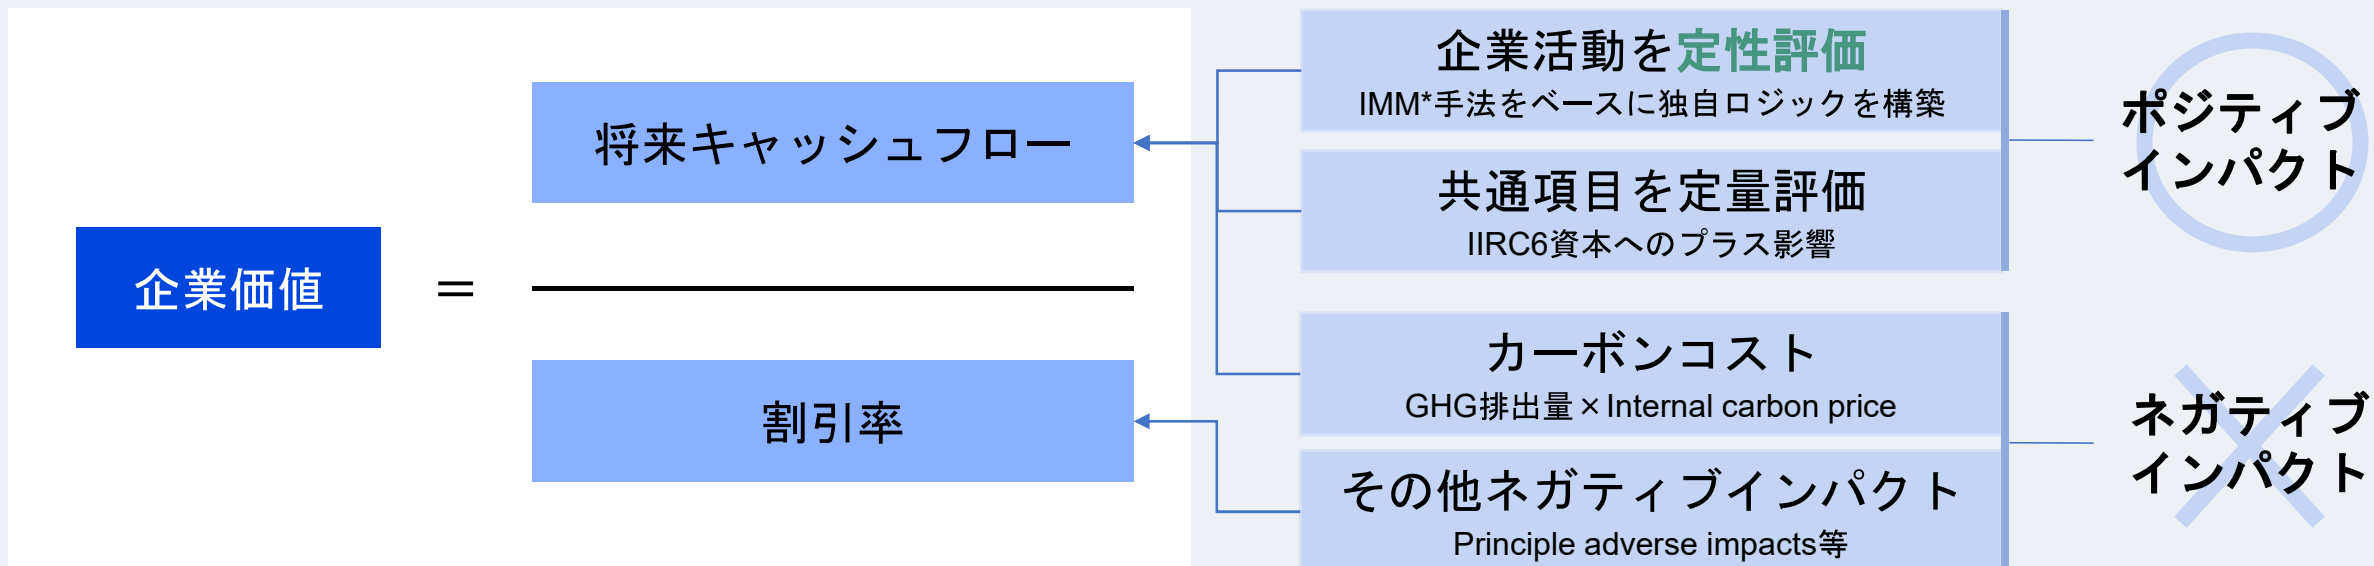 企業価値
＝
将来キャッシュフロー
割引率
企業活動を定性評価
IMM*手法をベースに独自ロジックを構築
共通項目を定量評価
IIRC6資本へのプラス影響
カーボンコスト
GHG排出量×Internal carbon price
その他ネガティブインパクト
Principle adverse impacts等
ポジティブ
インパクト
ネガティブ
インパクト